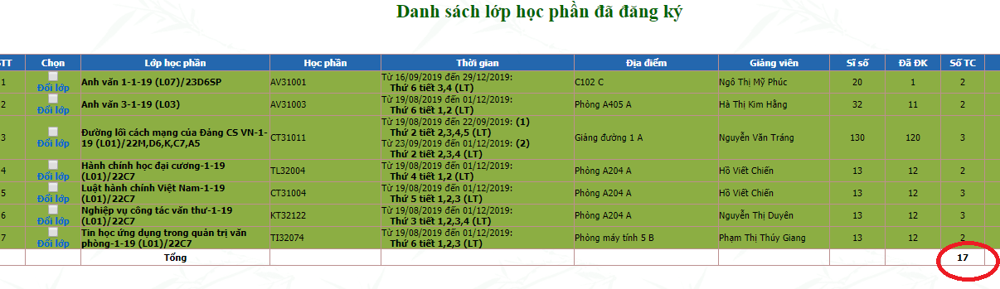 Danh sách lớp học phần đã đăng ký
STT Chọn Lớp học phần Học phần Thời gian Địa điểm Giảng viên Sĩ số Đã ĐK Số TC
1 Đổi lớp Anh văn 1-1-19 (L07)/23D6SP AV31001 Từ 16/09/2019 đến 29/12/2019: C102 C Ngô Thị Mỹ Phúc 20 1 2
Thứ 6 tiết 3,4 (LT)
2 Đổi lớp Anh văn 3-1-19 (L03) AV31003 Từ 19/08/2019 đến 01/12/2019: Phòng A405 A Hà Thị Kim Hằng 32 11 2
Thứ 6 tiết 1,2 (LT)
3 Đổi lớp Đường lối cách mạng của Đảng CS VN-1- CT31011 Từ 19/08/2019 đến 22/09/2019: (1) Giảng đường 1 A Nguyễn Văn Tráng 130 120 3
19 (L01)/22M,D6,K,C7,A5 Thứ 2 tiết 2,3,4,5 (LT)
Từ 23/09/2019 đến 01/12/2019: (2)
Thứ 2 tiết 2,3,4 (LT)
4 Đổi lớp Hành chính học đại cương-1-19 TL32004 Từ 19/08/2019 đến 01/12/2019: Phòng A204 A Hồ Viết Chiến 13 12 2
(L01)/22C7 Thứ 4 tiết 1,2 (LT)
5 Đổi lớp Luật hành chính Việt Nam-1-19 CT31004 Từ 19/08/2019 đến 01/12/2019: Phòng A204 A Hồ Viết Chiến 13 12 3
(L01)/22C7 Thứ 5 tiết 1,2,3 (LT)
6 Đổi lớp Nghiệp vụ công tác văn thư-1-19 KT32122 Từ 19/08/2019 đến 01/12/2019: Phòng A204 A Nguyễn Thị Duyên 13 12 3
(L01)/22C7 Thứ 3 tiết 1,2,3,4 (LT)
7 Đổi lớp Tin học ứng dụng trong quản trị văn TI32074 Từ 19/08/2019 đến 01/12/2019: Phòng máy tính 5 B Phạm Thị Thúy Giang 13 12 2
phòng-1-19 (L01)/22C7 Thứ 6 tiết 1,2,3 (LT)
Tổng 17